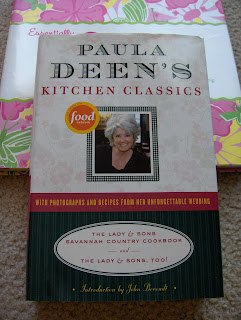 Essentially
PAULA
DEEN'S
KITCHEN CLASSICS
food
WITH PHOTOGRAPHS AND RECIPES FROM HER UNFORGETTABLE WEDDING
THE LADY & SONS
SAVANNAH COUNTRY COOKBOOK
and
THE LADY & SONS, TOO!
Introduction by John Berendt